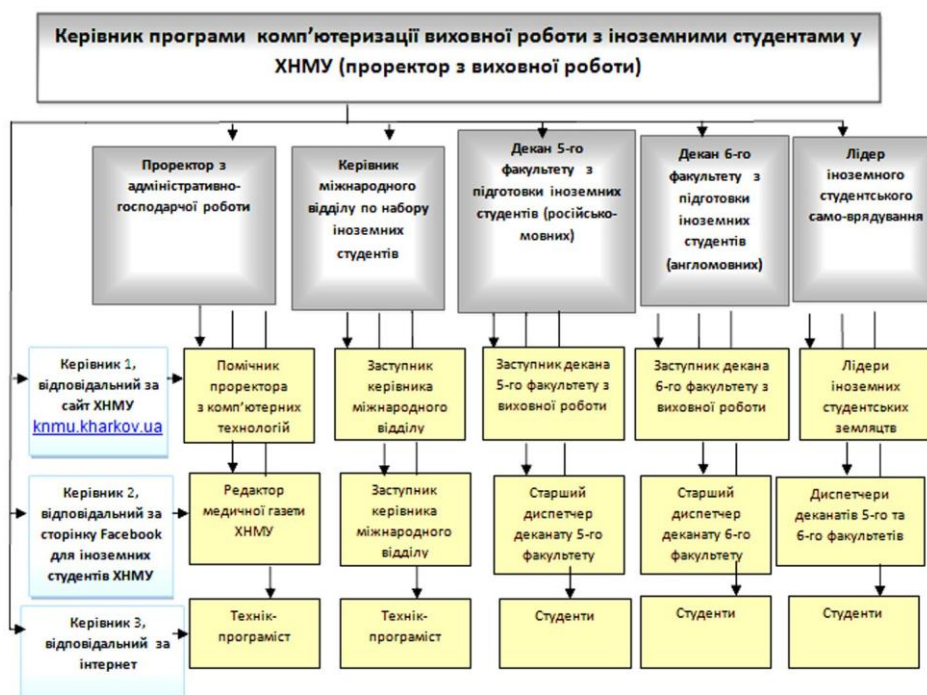 Керівник програми комп’ютеризації виховної роботи з іноземними студентами у
ХНМУ (проректор з виховної роботи)
Проректор з
адміністративно-
господарчої роботи
Керівник
міжнародного
відділу по набору
іноземних
студентів
Декан 5-го
факультету з
підготовки іноземних
студентів (російсько-
мовних)
Декан 6-го
факультету з
підготовки
іноземних
студентів
(англомовних)
Лідер
іноземного
студентського
само-врядування
Керівник 1,
відповідальний за
сайт ХНМУ
knmu.kharkov.ua
Помічник
проректора
з комп’ютерних
технологій
Заступник
керівника
міжнародного
відділу
Заступник декана
5-го факультету з
виховної роботи
Заступник декана
6-го факультету з
виховної роботи
Лідери
іноземних
студентських
земляцтв
Керівник 2,
відповідальний за
сторінку Facebook
для іноземних
студентів ХНМУ
Редактор
медичної газети
ХНМУ
Заступник
керівника
міжнародного
відділу
Старший
диспетчер
деканату 5-го
факультету
Старший
диспетчер
деканату 6-го
факультету
Диспетчери
деканатів 5-го та
6-го факультетів
Керівник 3,
відповідальний за
інтернет
Технік-
програміст
Технік-
програміст
Студенти
Студенти
Студенти